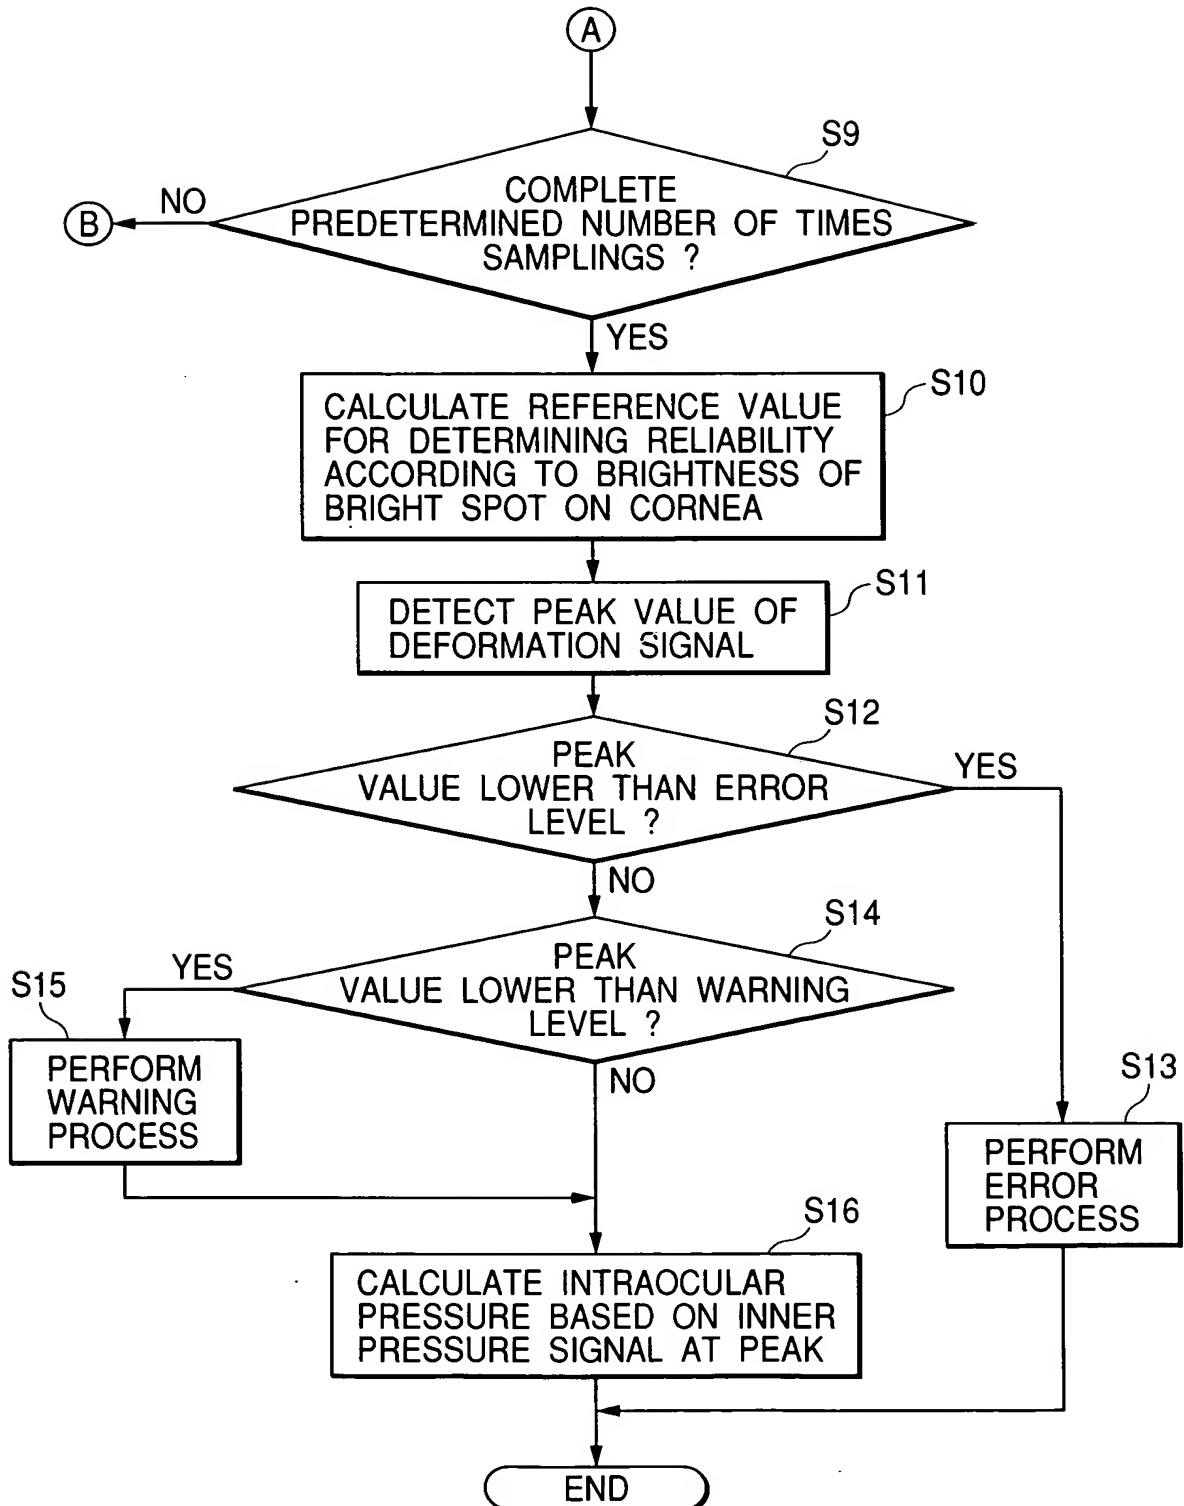 A
S9
COMPLETE
PREDETERMINED NUMBER OF TIMES
SAMPLINGS ?
NO
B
YES
S10
CALCULATE REFERENCE VALUE
FOR DETERMINING RELIABILITY
ACCORDING TO BRIGHTNESS OF
BRIGHT SPOT ON CORNEA
S11
DETECT PEAK VALUE OF
DEFORMATION SIGNAL
S12
PEAK
VALUE LOWER THAN ERROR
LEVEL ?
YES
NO
S14
PEAK
VALUE LOWER THAN WARNING
LEVEL ?
YES
S15
PERFORM
WARNING
PROCESS
NO
S13
PERFORM
ERROR
PROCESS
S16
CALCULATE INTRAOCULAR
PRESSURE BASED ON INNER
PRESSURE SIGNAL AT PEAK
END